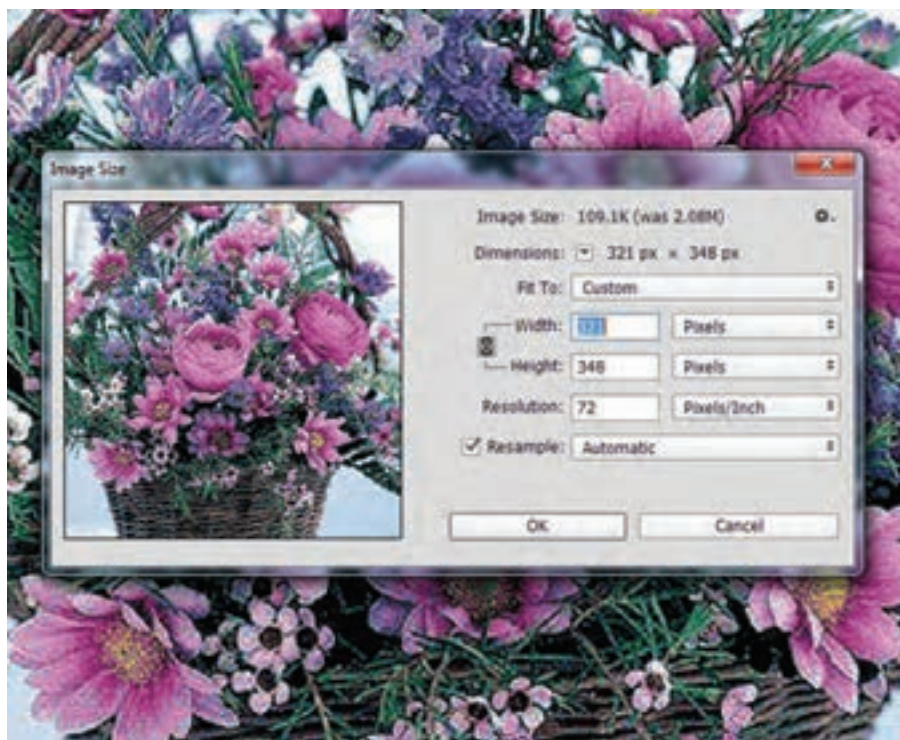 Image Size
Image Size: 109.1K (was 2.08M)
Dimensions: 321 px × 348 px
Fit To: Custom
Width: 321 Pixels
Height: 348 Pixels
Resolution: 72 Pixels/Inch
Resample: Automatic
OK Cancel